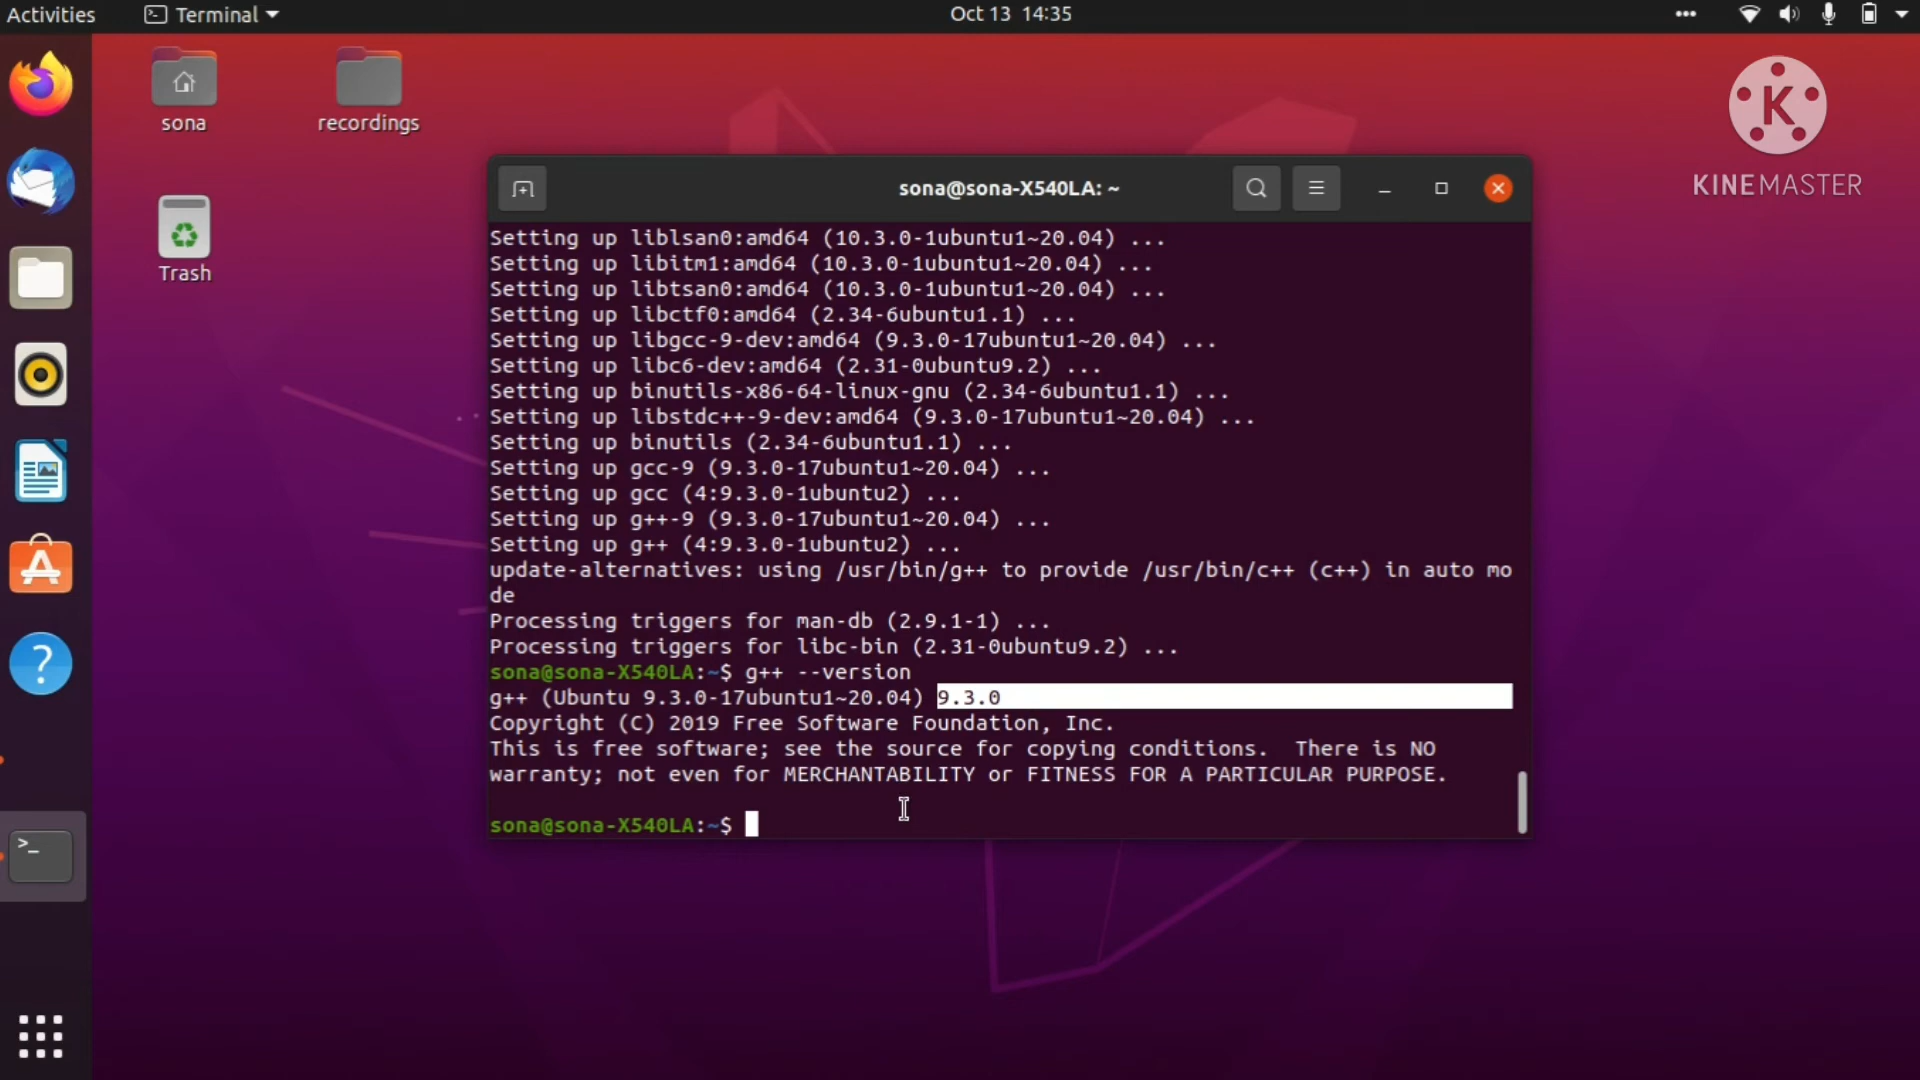 Activities
Terminal
Oct 13 14:35
sona
recordings
Trash
KINEMASTER
sona@sona-X540LA: ~
Setting up liblsan0:amd64 (10.3.0-1ubuntu1~20.04) ...
Setting up libitm1:amd64 (10.3.0-1ubuntu1~20.04) ...
Setting up libtsan0:amd64 (10.3.0-1ubuntu1~20.04) ...
Setting up libctf0:amd64 (2.34-6ubuntu1.1) ...
Setting up libgcc-9-dev:amd64 (9.3.0-17ubuntu1~20.04) ...
Setting up libc6-dev:amd64 (2.31-0ubuntu9.2) ...
Setting up binutils-x86-64-linux-gnu (2.34-6ubuntu1.1) ...
Setting up libstdc++-9-dev:amd64 (9.3.0-17ubuntu1~20.04) ...
Setting up binutils (2.34-6ubuntu1.1) ...
Setting up gcc-9 (9.3.0-17ubuntu1~20.04) ...
Setting up gcc (4:9.3.0-1ubuntu2) ...
Setting up g++-9 (9.3.0-17ubuntu1~20.04) ...
Setting up g++ (4:9.3.0-1ubuntu2) ...
update-alternatives: using /usr/bin/g++ to provide /usr/bin/c++ (c++) in auto mo
de
Processing triggers for man-db (2.9.1-1) ...
Processing triggers for libc-bin (2.31-0ubuntu9.2) ...
sona@sona-X540LA:~$ g++ --version
g++ (Ubuntu 9.3.0-17ubuntu1~20.04) 9.3.0
Copyright (C) 2019 Free Software Foundation, Inc.
This is free software; see the source for copying conditions.  There is NO
warranty; not even for MERCHANTABILITY or FITNESS FOR A PARTICULAR PURPOSE.
sona@sona-X540LA:~$